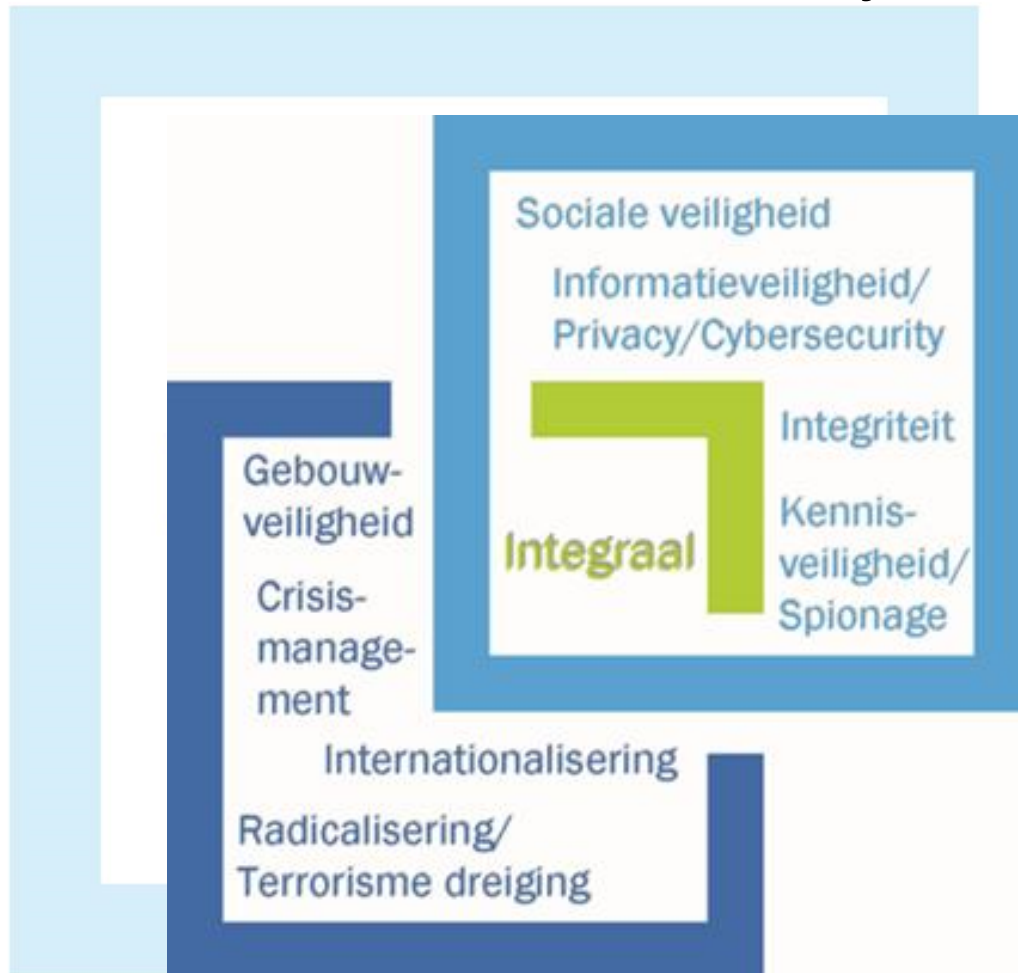 Sociale veiligheid
Informatieveiligheid/
Privacy/Cybersecurity
Integriteit
Kennis-
veiligheid/
Spionage
Integraal
Gebouw-
veiligheid
Crisis-
manage-
ment
Internationalisering
Radicalisering/
Terrorisme dreiging